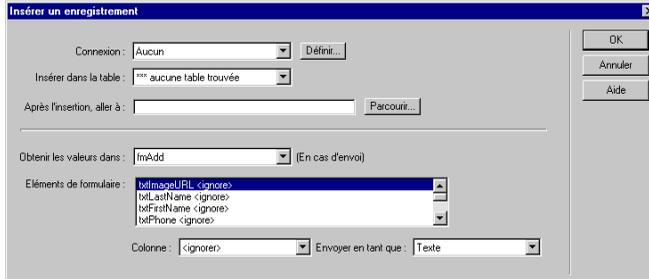 Insérer un enregistrement
Connexion : Aucun Définir... OK
Insérer dans la table : *** aucune table trouvée Annuler
Aide
Après l'insertion, aller à : Parcourir...
Obtenir les valeurs dans : fmAdd (En cas d'envoi)
Eléments de formulaire : txtImageURL <ignore>
txtLastName <ignore>
txtFirstName <ignore>
txtPhone <ignore>
Colonne : <ignorer> Envoyer en tant que : Texte